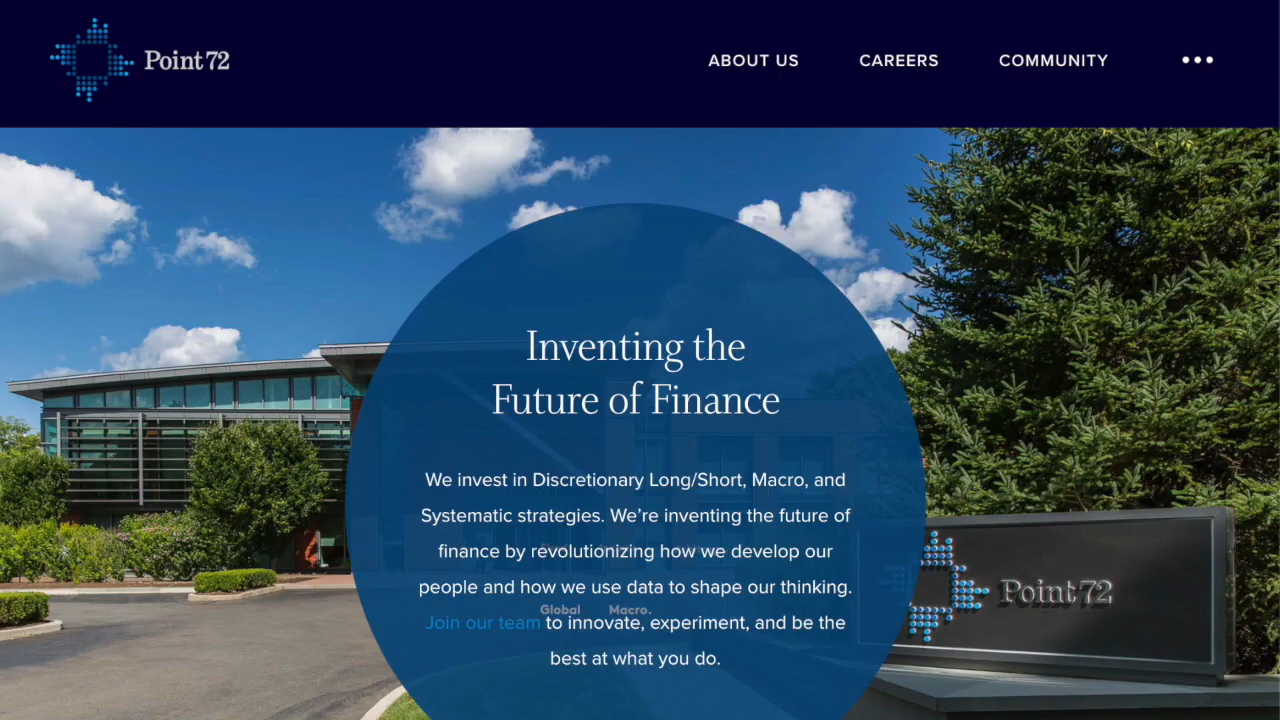 Point72
ABOUT US
CAREERS
COMMUNITY
Inventing the
Future of Finance
We invest in Discretionary Long/Short, Macro, and
Systematic strategies. We're inventing the future of
finance by revolutionizing how we develop our
people and how we use data to shape our thinking.
Global Macro.
Join our team to innovate, experiment, and be the
best at what you do.
Point72